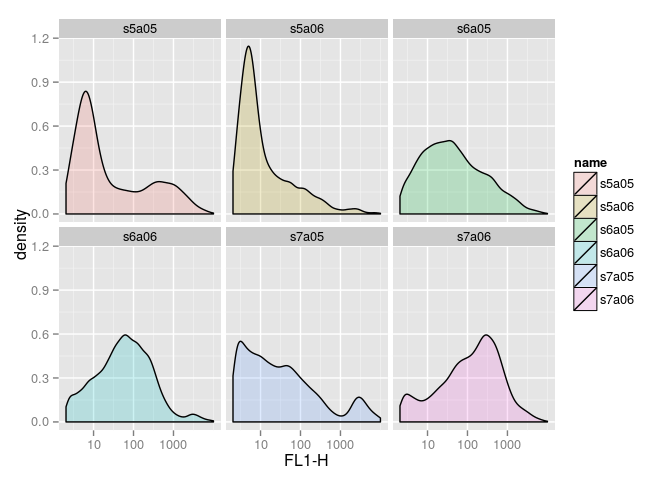 s5a05 s5a06 s6a05
1.2
0.9
0.6
0.3
0.0
s6a06 s7a05 s7a06
1.2
0.9
0.6
0.3
0.0
10 100 1000 10 100 1000 10 100 1000
FL1-H
density
name
s5a05
s5a06
s6a05
s6a06
s7a05
s7a06